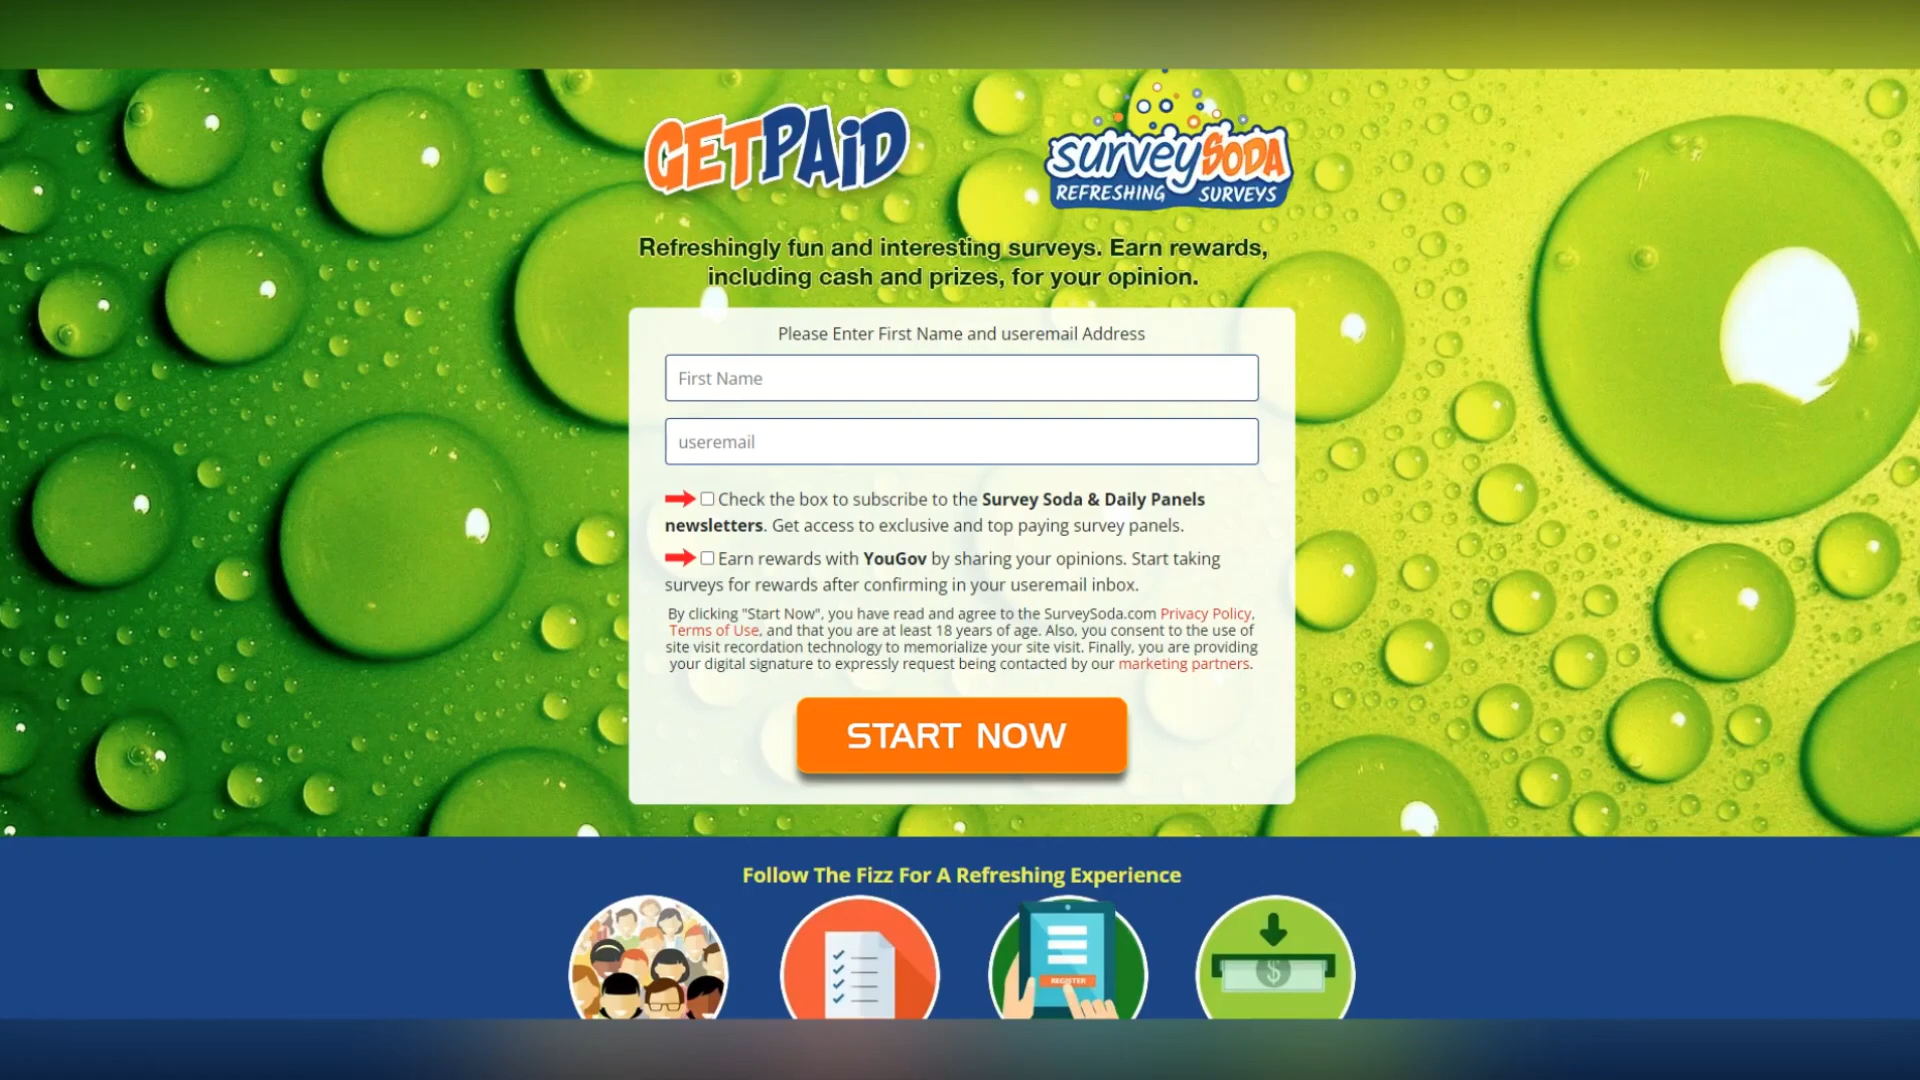 GETPAiD
surveySODA
REFRESHING SURVEYS
Refreshingly fun and interesting surveys. Earn rewards,
including cash and prizes, for your opinion.
Please Enter First Name and useremail Address
First Name
useremail
Check the box to subscribe to the Survey Soda & Daily Panels
newsletters. Get access to exclusive and top paying survey panels.
Earn rewards with YouGov by sharing your opinions. Start taking
surveys for rewards after confirming in your useremail inbox.
By clicking "Start Now", you have read and agree to the SurveySoda.com Privacy Policy,
Terms of Use, and that you are at least 18 years of age. Also, you consent to the use of
site visit recordation technology to memorialize your site visit. Finally, you are providing
your digital signature to expressly request being contacted by our marketing partners.
START NOW
Follow The Fizz For A Refreshing Experience
REGISTER
$